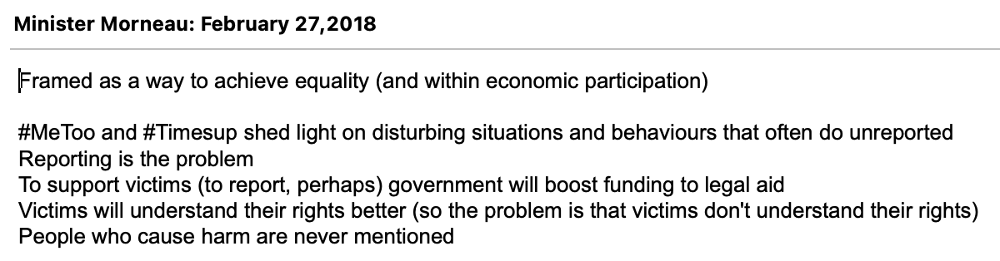 Minister Morneau: February 27,2018
Framed as a way to achieve equality (and within economic participation)
#MeToo and #Timesup shed light on disturbing situations and behaviours that often do unreported
Reporting is the problem
To support victims (to report, perhaps) government will boost funding to legal aid
Victims will understand their rights better (so the problem is that victims don't understand their rights)
People who cause harm are never mentioned